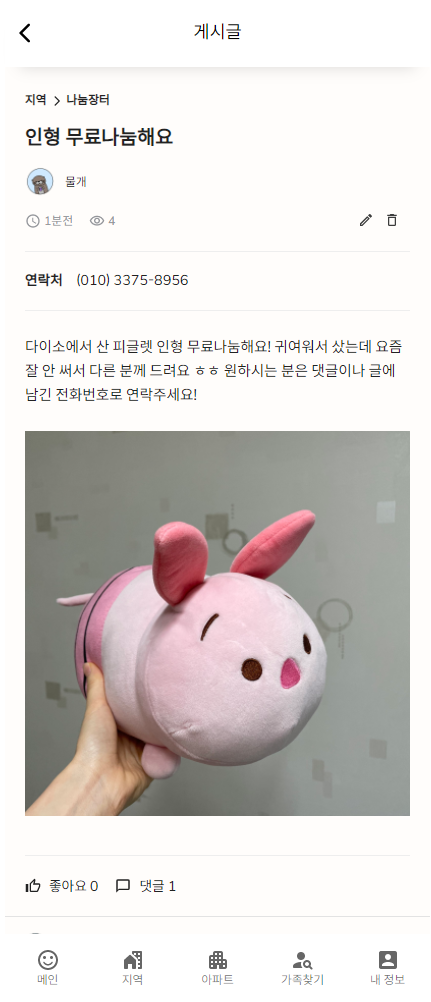 게시글
지역 > 나눔장터
인형 무료나눔해요
물개
1분전 4
연락처 (010) 3375-8956
다이소에서 산 피글렛 인형 무료나눔해요! 귀여워서 샀는데 요즘
잘 안 써서 다른 분께 드려요 ㅎㅎ 원하시는 분은 댓글이나 글에
남긴 전화번호로 연락주세요!
좋아요 0 댓글 1
메인 지역 아파트 가족찾기 내 정보